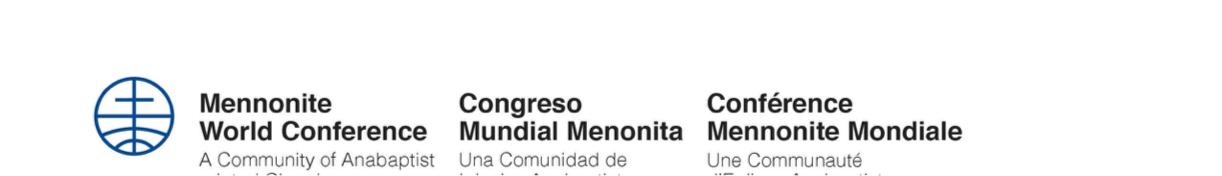 Mennonite
World Conference
A Community of Anabaptist
Congreso
Mundial Menonita
Una Comunidad de
Conférence
Mennonite Mondiale
Une Communauté